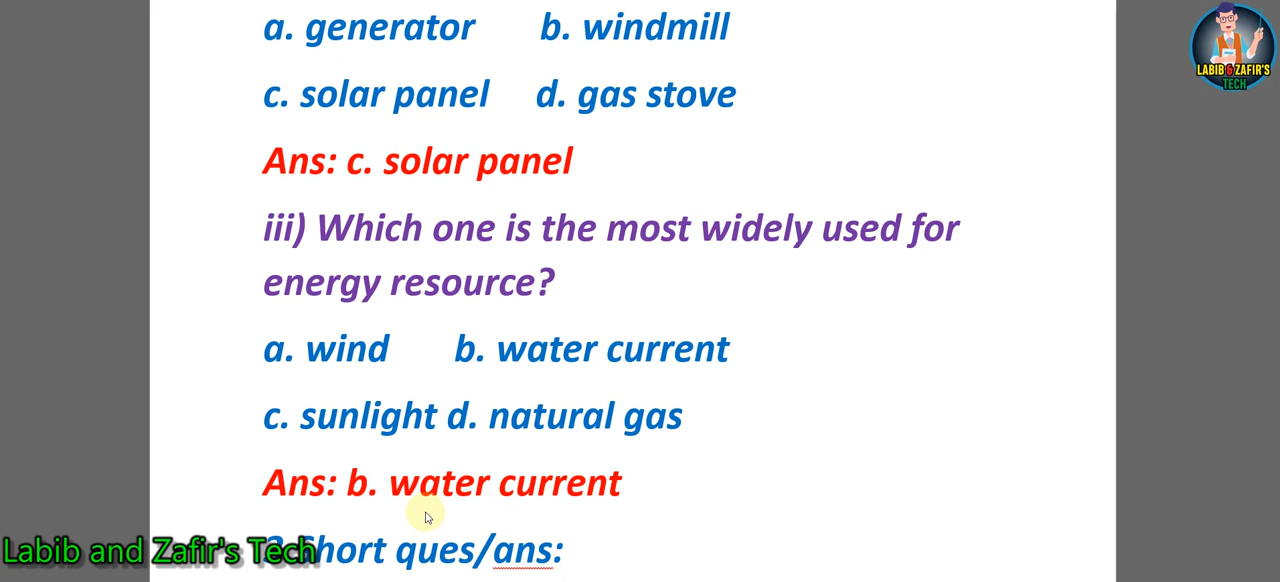 a. generator b. windmill
LABIB & ZAFIR'S
TECH
c. solar panel d. gas stove
Ans: c. solar panel
iii) Which one is the most widely used for
energy resource?
a. wind b. water current
c. sunlight d. natural gas
Ans: b. water current
Short ques/ans:
Labib and Zafir's Tech